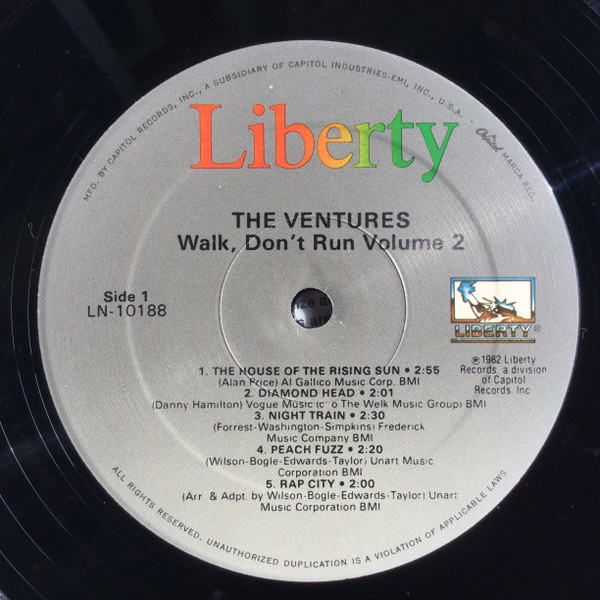 MFD. BY CAPITOL RECORDS, INC., A SUBSIDIARY OF CAPITOL INDUSTRIES-EMI, INC., U.S.A. • Capitol MARCA REG.
Liberty
THE VENTURES
Walk, Don't Run Volume 2
Side 1
LN-10188
LIBERTY®
℗1982 Liberty
Records, a division
of Capitol
Records, Inc
1. THE HOUSE OF THE RISING SUN • 2:55
(Alan Price) Al Gallico Music Corp. BMI
2. DIAMOND HEAD • 2:01
(Danny Hamilton) Vogue Music (c o The Welk Music Group) BMI
3. NIGHT TRAIN • 2:30
(Forrest-Washington-Simpkins) Frederick
Music Company BMI
4. PEACH FUZZ • 2:20
(Wilson-Bogle-Edwards-Taylor) Unart Music
Corporation BMI
5. RAP CITY • 2:00
(Arr. & Adpt. by Wilson-Bogle-Edwards-Taylor) Unart
Music Corporation BMI
ALL RIGHTS RESERVED. UNAUTHORIZED DUPLICATION IS A VIOLATION OF APPLICABLE LAWS